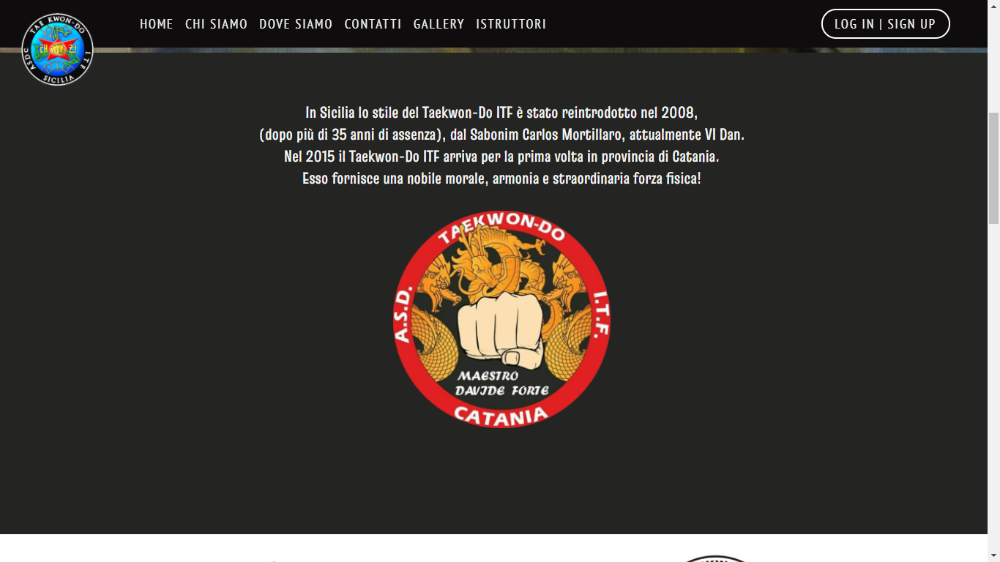 TAE KWON-DO
ASDC
CH
I.T.F.
SICILIA
HOME CHI SIAMO DOVE SIAMO CONTATTI GALLERY ISTRUTTORI
LOG IN | SIGN UP
In Sicilia lo stile del Taekwon-Do ITF è stato reintrodotto nel 2008,
(dopo più di 35 anni di assenza), dal Sabonim Carlos Mortillaro, attualmente VI Dan.
Nel 2015 il Taekwon-Do ITF arriva per la prima volta in provincia di Catania.
Esso fornisce una nobile morale, armonia e straordinaria forza fisica!
TAEKWON-DO
A.S.D.
I.T.F.
MAESTRO
DAVIDE FORTE
CATANIA